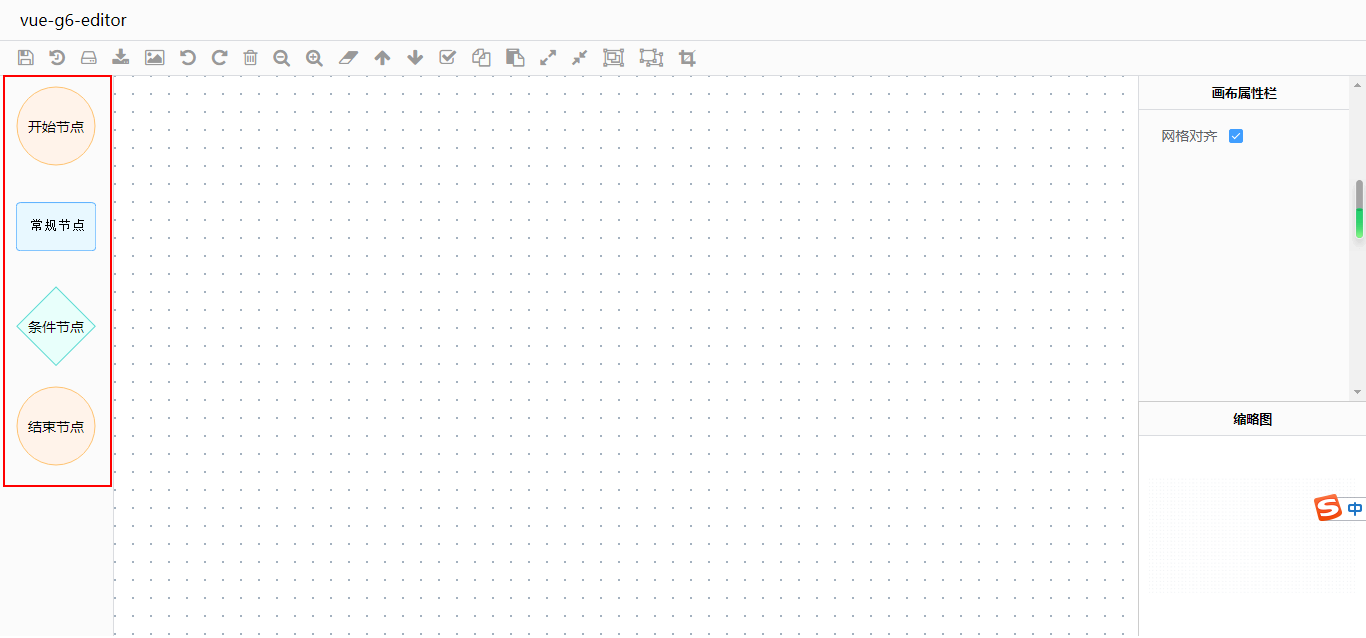 vue-g6-editor
开始节点
常规节点
条件节点
结束节点
画布属性栏
网格对齐
缩略图
S 中